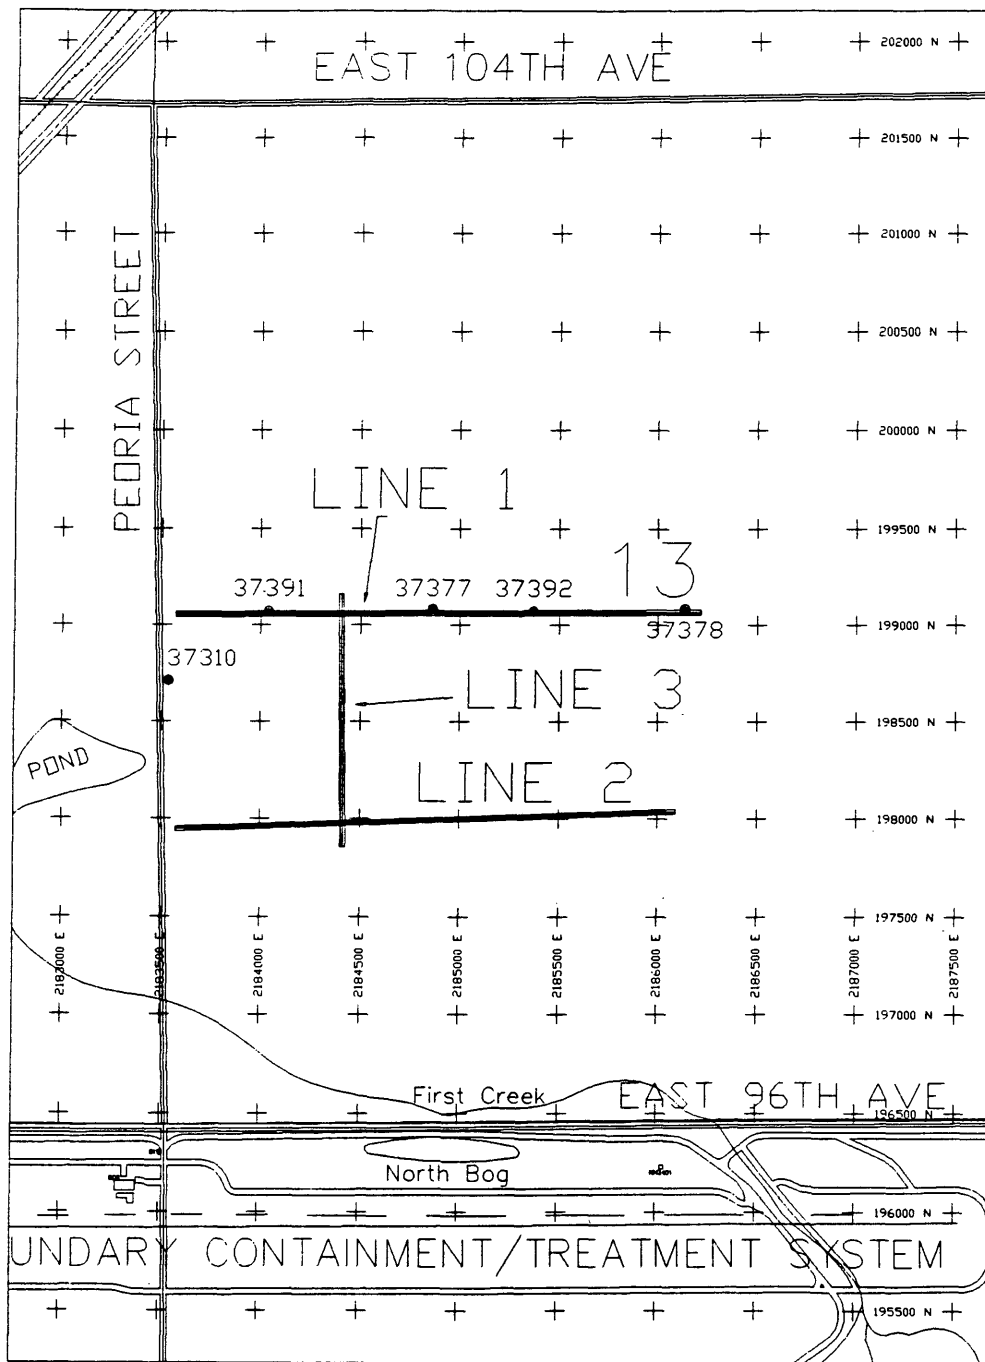 202000 N
EAST 104TH AVE
201500 N
201000 N
PEORIA STREET
200500 N
200000 N
LINE 1
199500 N
13
37391
37377
37392
199000 N
37378
37310
LINE 3
198500 N
POND
LINE 2
198000 N
197500 N
2183000 E
2183500 E
2184000 E
2184500 E
2185000 E
2185500 E
2186000 E
2186500 E
2187000 E
2187500 E
197000 N
First Creek
EAST 96TH AVE
196500 N
North Bog
196000 N
UNDARY CONTAINMENT/TREATMENT SYSTEM
195500 N